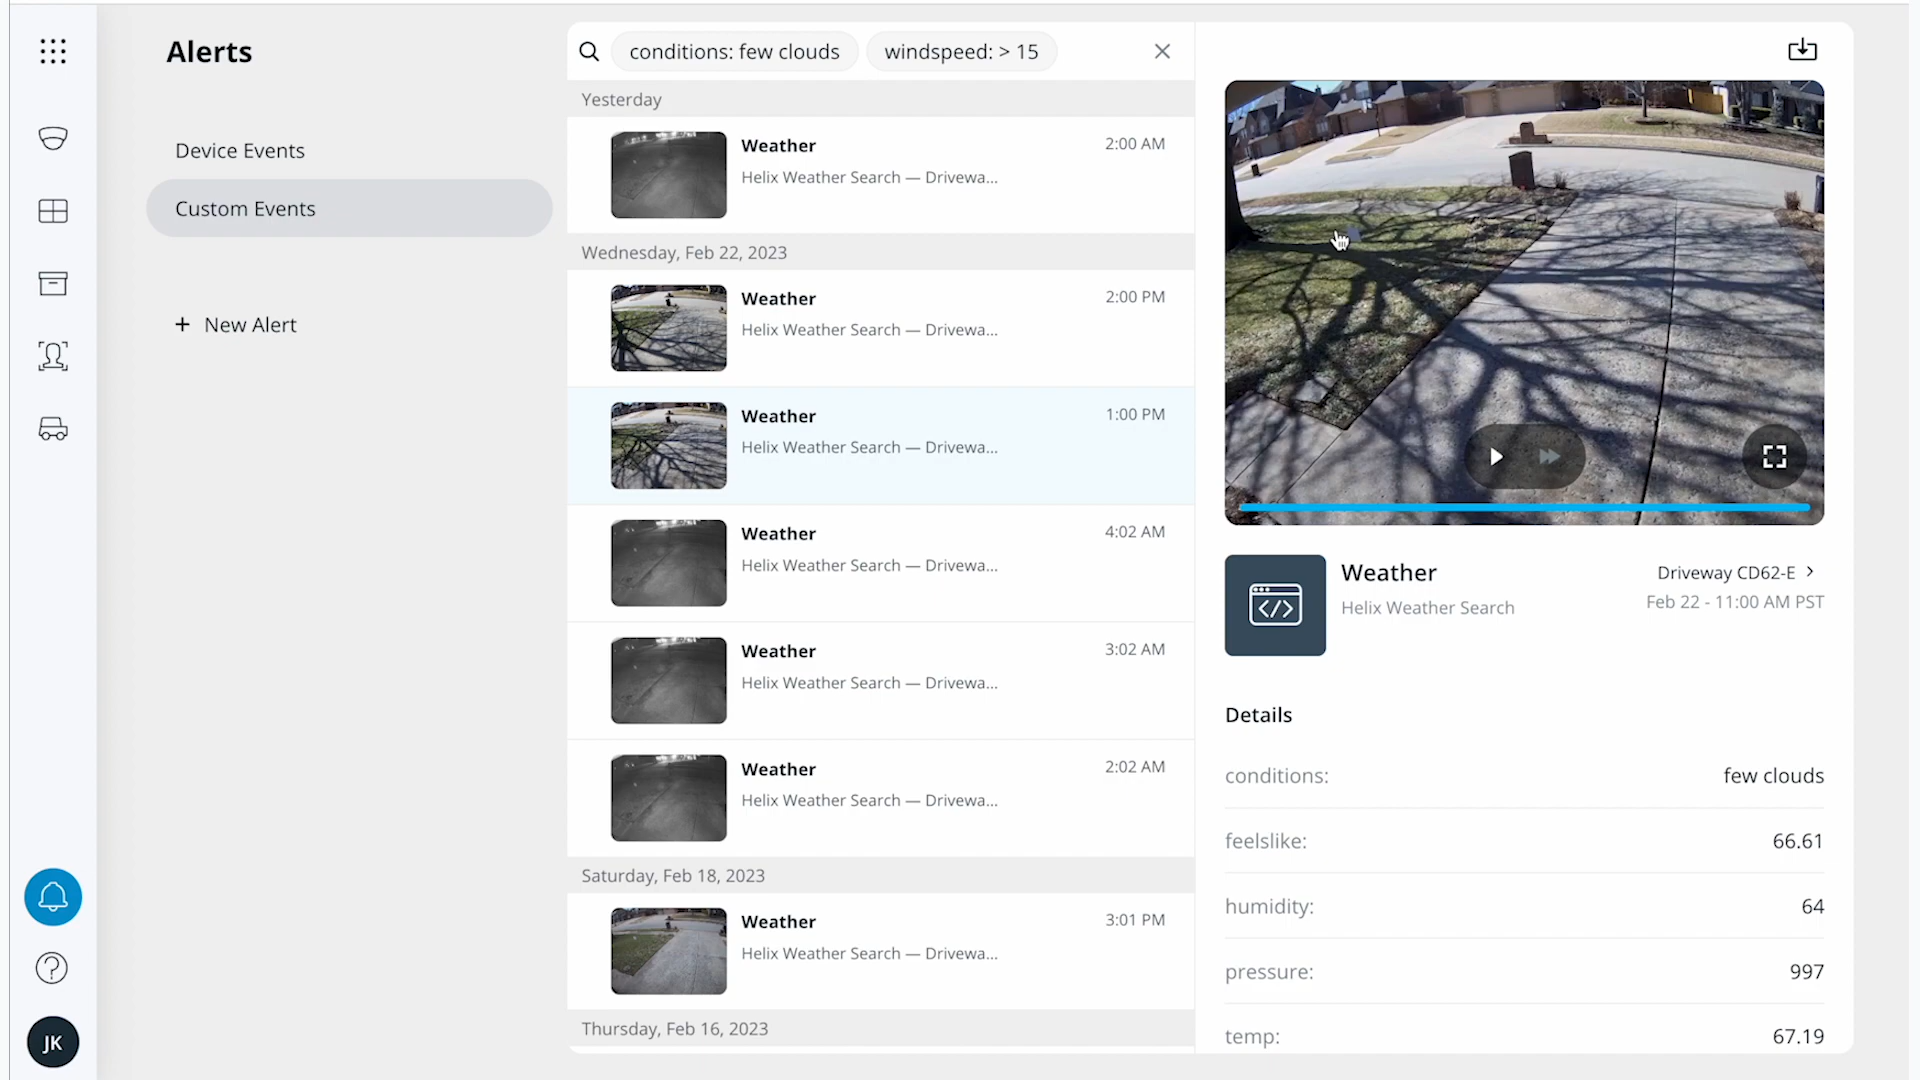 Alerts
Device Events
Custom Events
+ New Alert
JK
conditions: few clouds
windspeed: > 15
Yesterday
Weather
2:00 AM
Helix Weather Search — Drivewa...
Wednesday, Feb 22, 2023
Weather
2:00 PM
Helix Weather Search — Drivewa...
Weather
1:00 PM
Helix Weather Search — Drivewa...
Weather
4:02 AM
Helix Weather Search — Drivewa...
Weather
3:02 AM
Helix Weather Search — Drivewa...
Weather
2:02 AM
Helix Weather Search — Drivewa...
Saturday, Feb 18, 2023
Weather
3:01 PM
Helix Weather Search — Drivewa...
Thursday, Feb 16, 2023
Weather
Driveway CD62-E >
Helix Weather Search
Feb 22 - 11:00 AM PST
</>
Details
conditions: few clouds
feelslike: 66.61
humidity: 64
pressure: 997
temp: 67.19